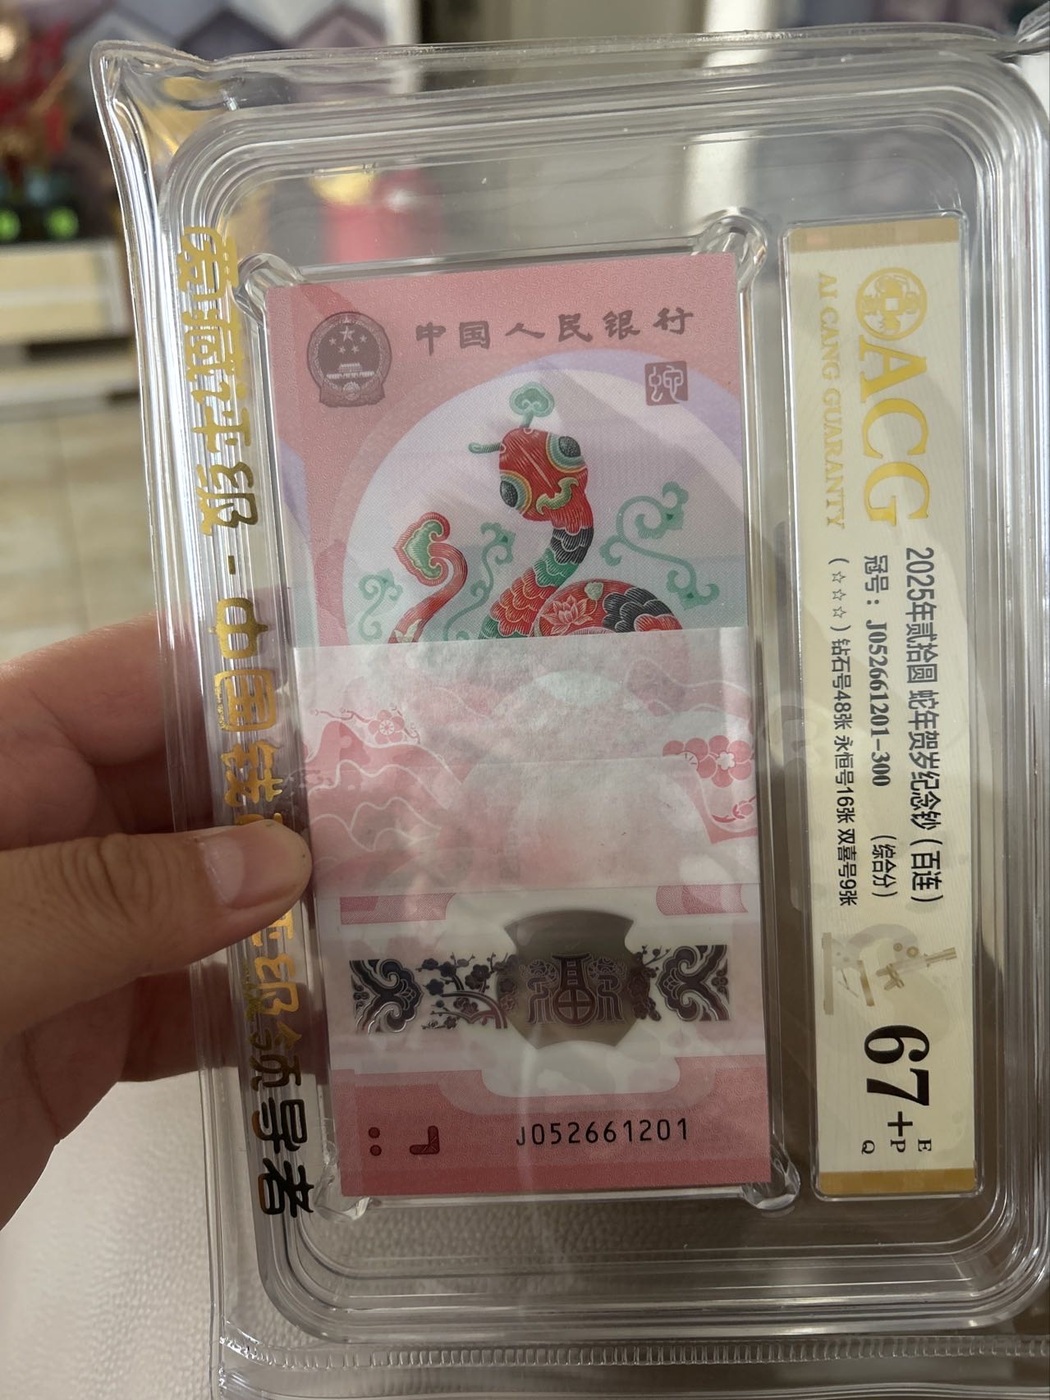 中国人民银行
蛇
福
J052661201
ACG
AI CANG GUARANTY
2025年贰拾圆 蛇年贺岁纪念钞（百连）
冠号：J052661201-300 （综合分）
（☆☆☆）钻石号48张 永恒号16张 双喜号9张
67+
E
P
Q